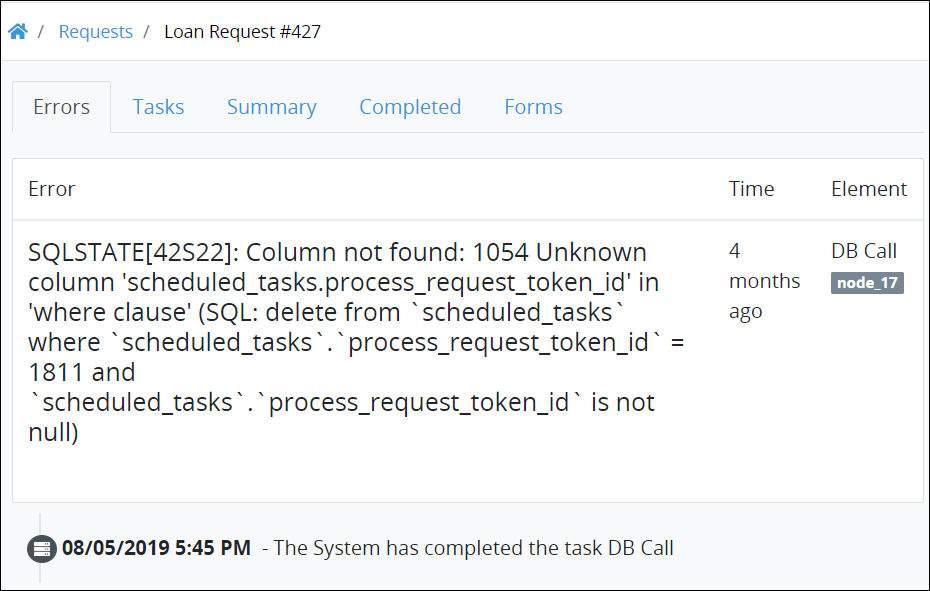 / Requests / Loan Request #427
Errors Tasks Summary Completed Forms
Error Time Element
SQLSTATE[42S22]: Column not found: 1054 Unknown
column 'scheduled_tasks.process_request_token_id' in
'where clause' (SQL: delete from `scheduled_tasks`
where `scheduled_tasks`.`process_request_token_id` =
1811 and
`scheduled_tasks`.`process_request_token_id` is not
null)
4
months
ago
DB Call
node_17
08/05/2019 5:45 PM - The System has completed the task DB Call